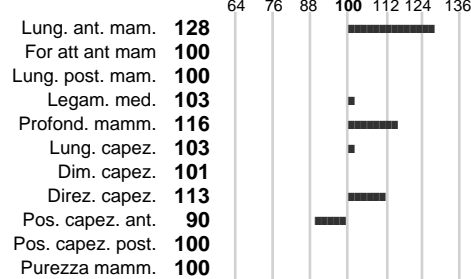 64 76 88 100 112 124 136
Lung. ant. mam. 128
For att ant mam 100
Lung. post. mam. 100
Legam. med. 103
Profond. mamm. 116
Lung. capez. 103
Dim. capez. 101
Direz. capez. 113
Pos. capez. ant. 90
Pos. capez. post. 100
Purezza mamm. 100